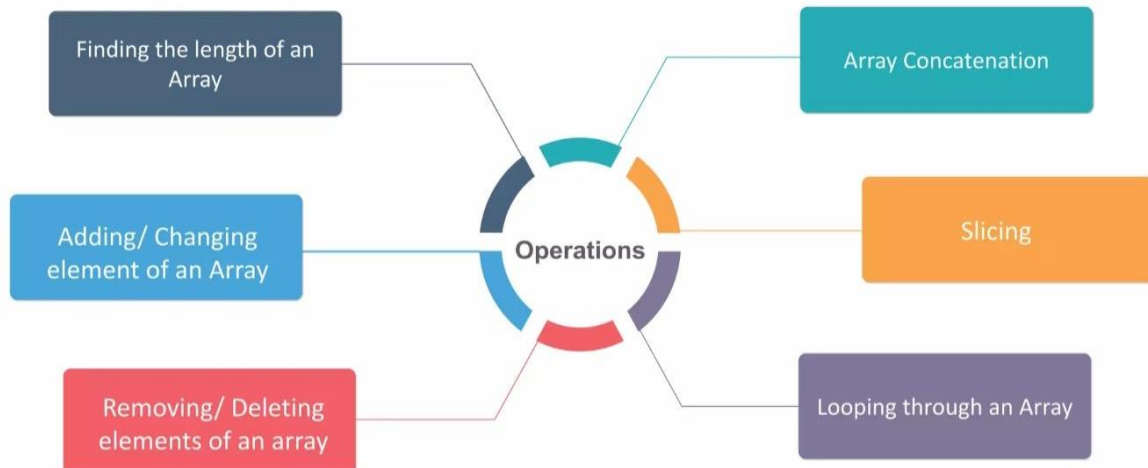 Finding the length of an
Array
Array Concatenation
Adding/ Changing
element of an Array
Operations
Slicing
Removing/ Deleting
elements of an array
Looping through an Array